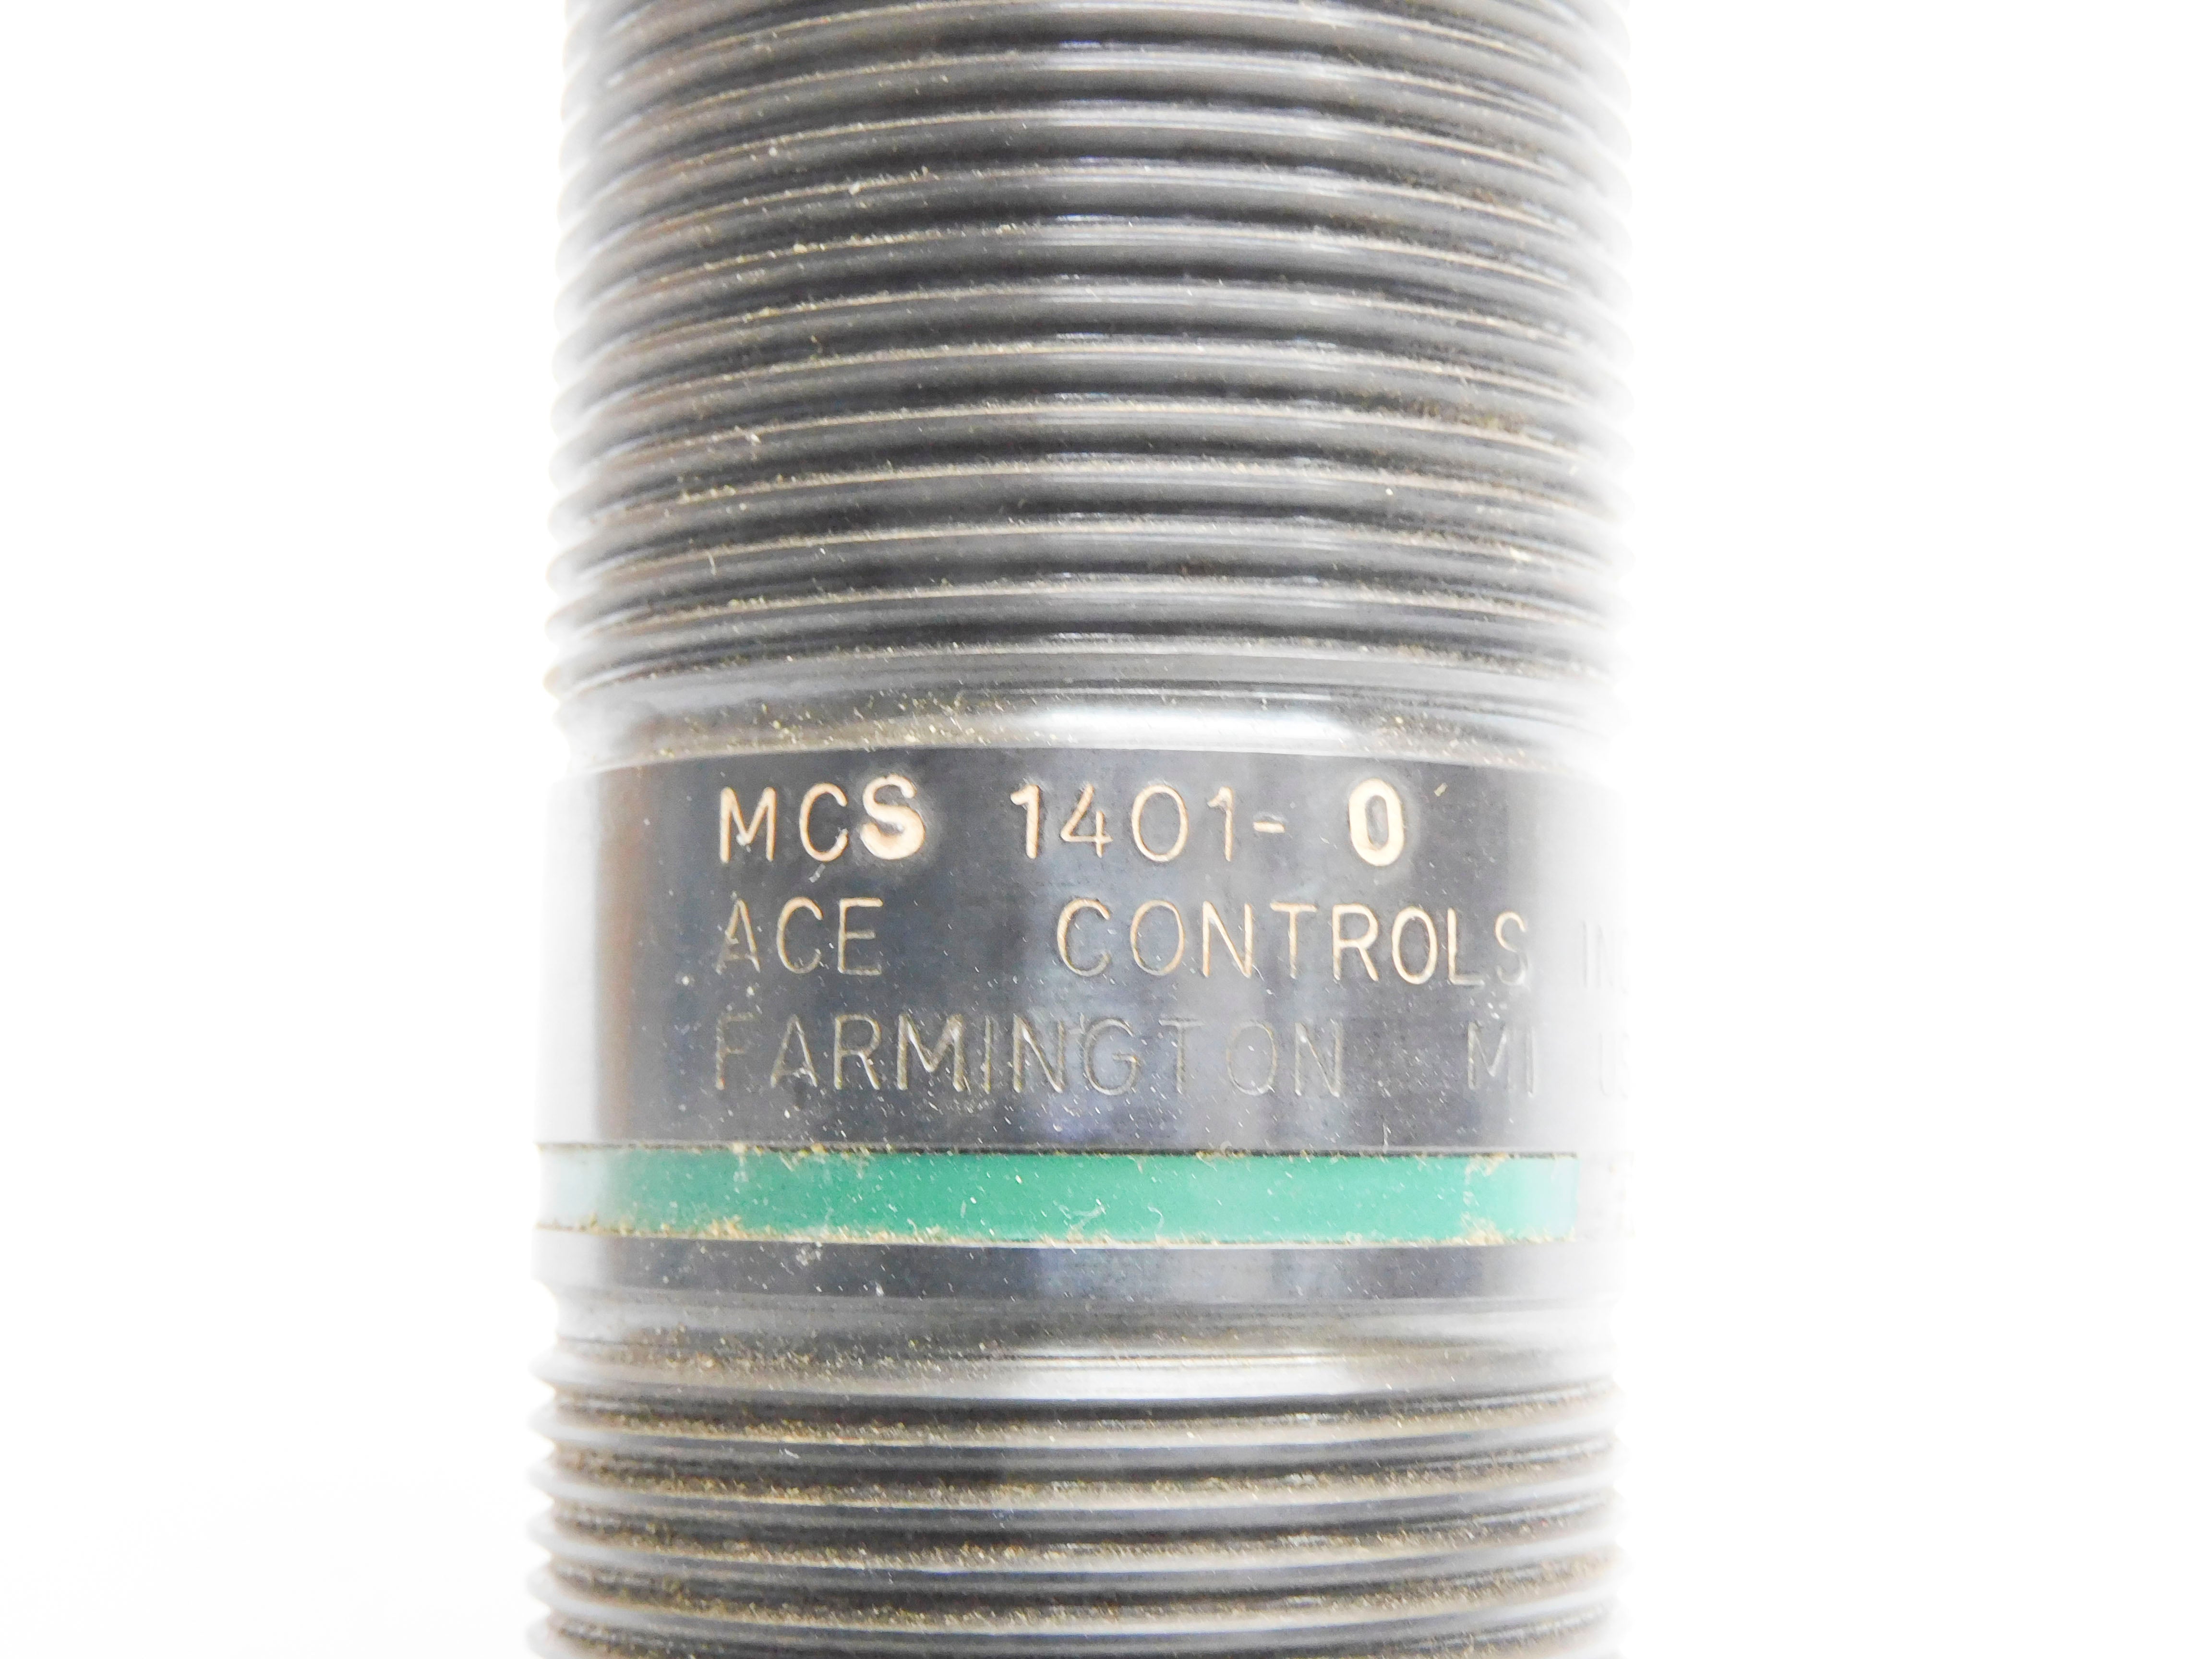 MCS 1401- 0
ACE CONTROLS
FARMINGTON MI